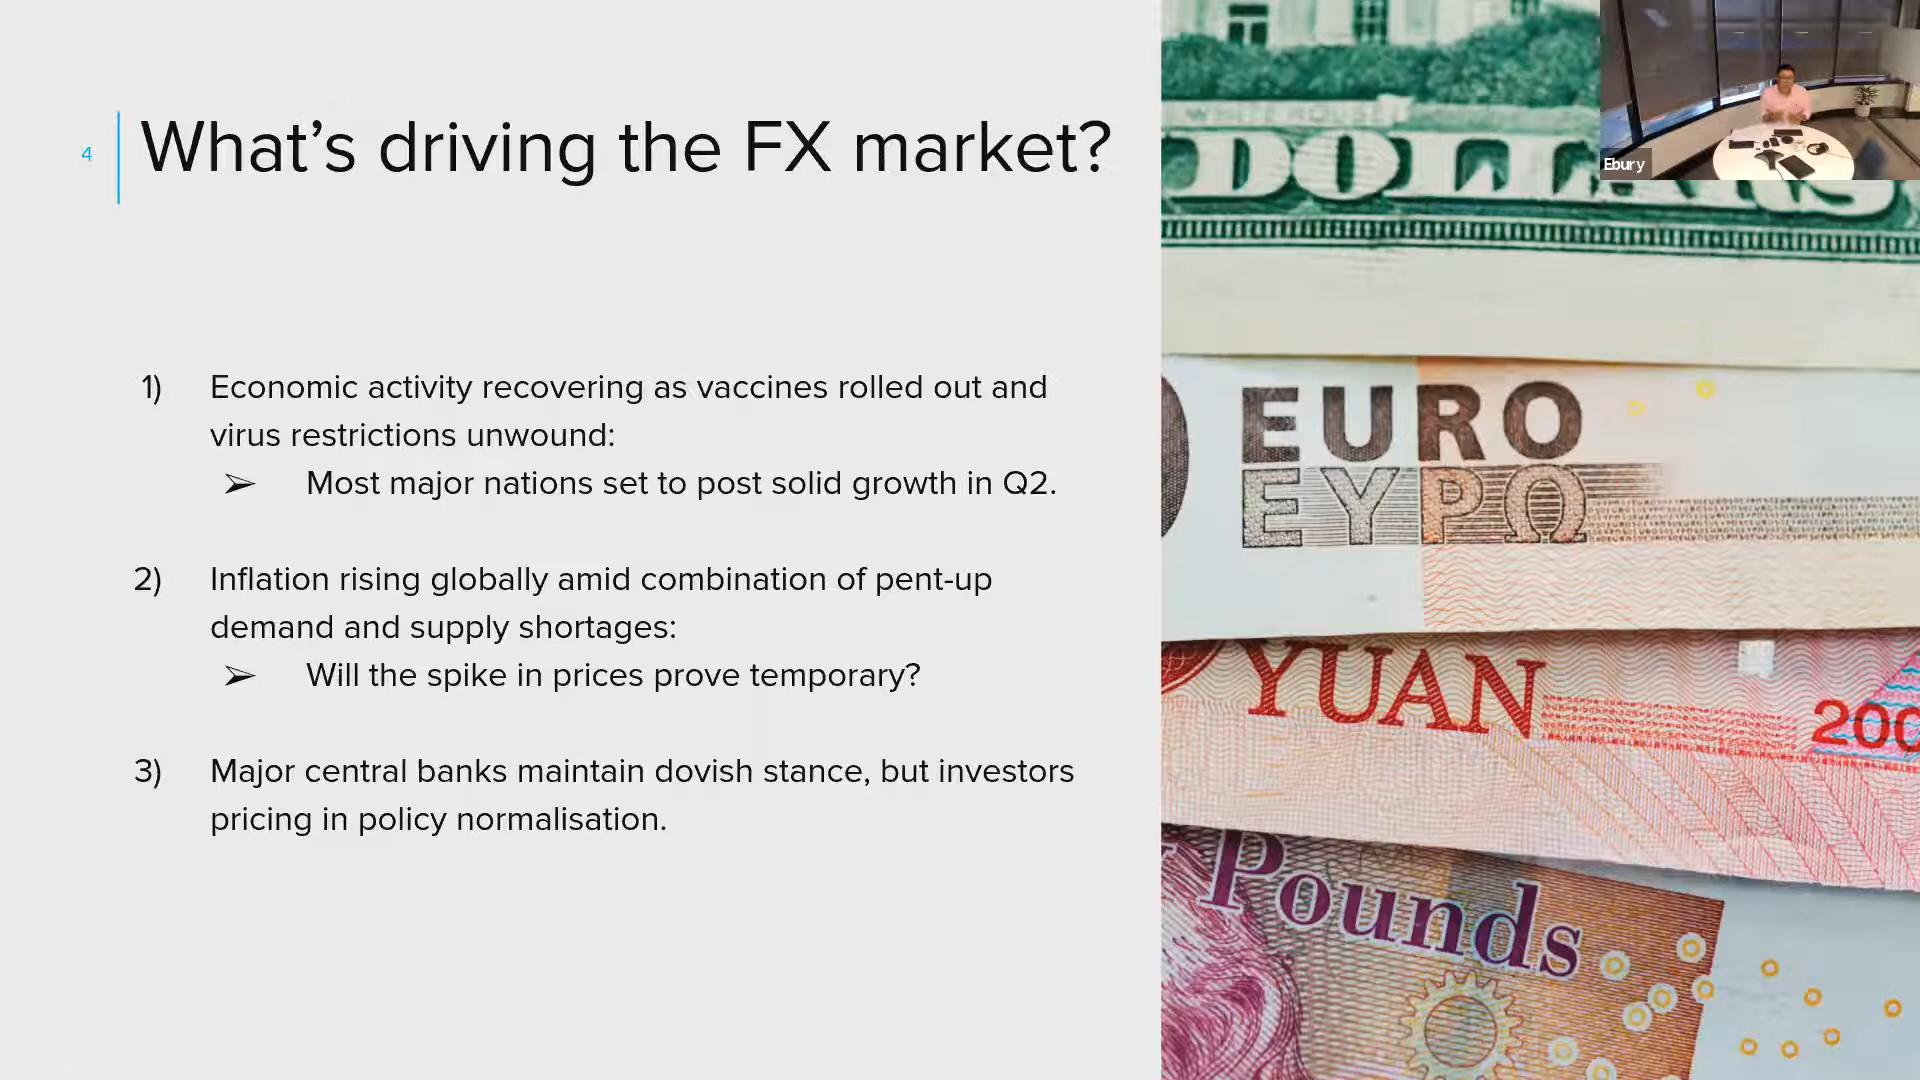 4
What’s driving the FX market?
1) Economic activity recovering as vaccines rolled out and
virus restrictions unwound:
➢ Most major nations set to post solid growth in Q2.
2) Inflation rising globally amid combination of pent-up
demand and supply shortages:
➢ Will the spike in prices prove temporary?
3) Major central banks maintain dovish stance, but investors
pricing in policy normalisation.
Ebury
DOLLARS
EURO
ΕΥΡΩ
YUAN
200
Pounds